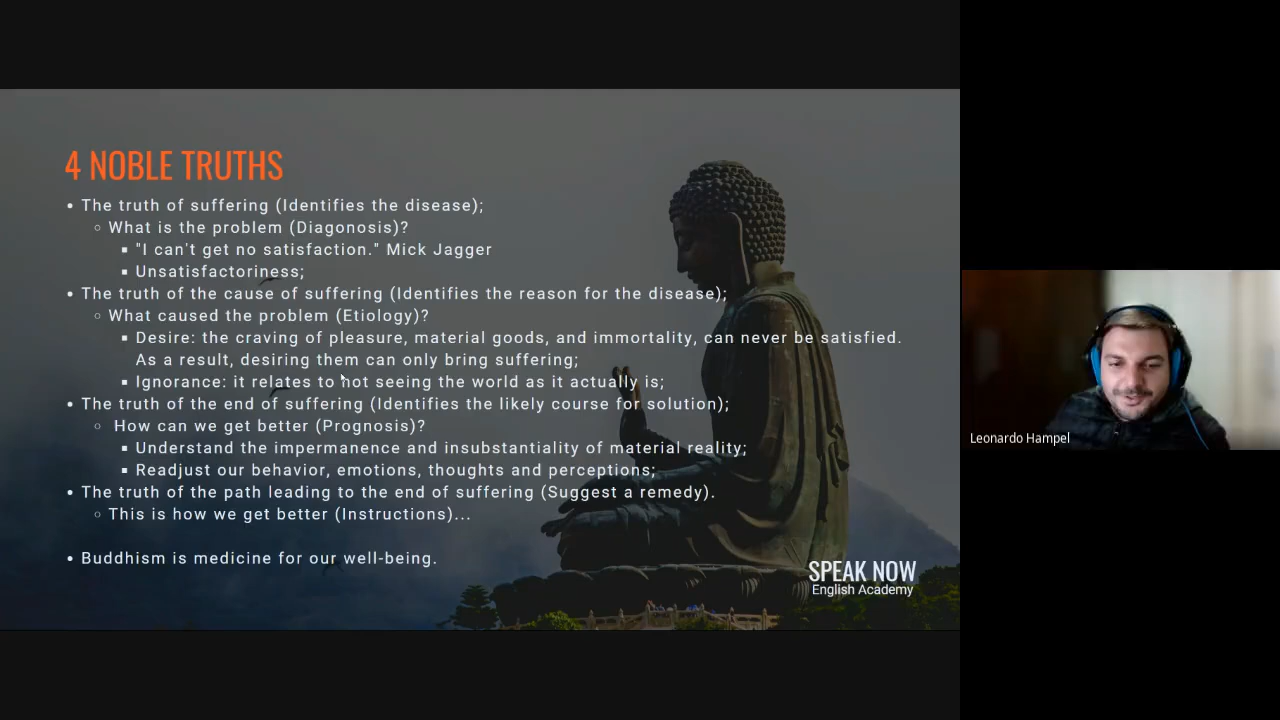 4 NOBLE TRUTHS
• The truth of suffering (Identifies the disease);
◦ What is the problem (Diagonosis)?
▪ "I can't get no satisfaction." Mick Jagger
▪ Unsatisfactoriness;
• The truth of the cause of suffering (Identifies the reason for the disease);
◦ What caused the problem (Etiology)?
▪ Desire: the craving of pleasure, material goods, and immortality, can never be satisfied.
As a result, desiring them can only bring suffering;
▪ Ignorance: it relates to not seeing the world as it actually is;
• The truth of the end of suffering (Identifies the likely course for solution);
◦ How can we get better (Prognosis)?
▪ Understand the impermanence and insubstantiality of material reality;
▪ Readjust our behavior, emotions, thoughts and perceptions;
• The truth of the path leading to the end of suffering (Suggest a remedy).
◦ This is how we get better (Instructions)...
• Buddhism is medicine for our well-being.
SPEAK NOW
English Academy
Leonardo Hampel